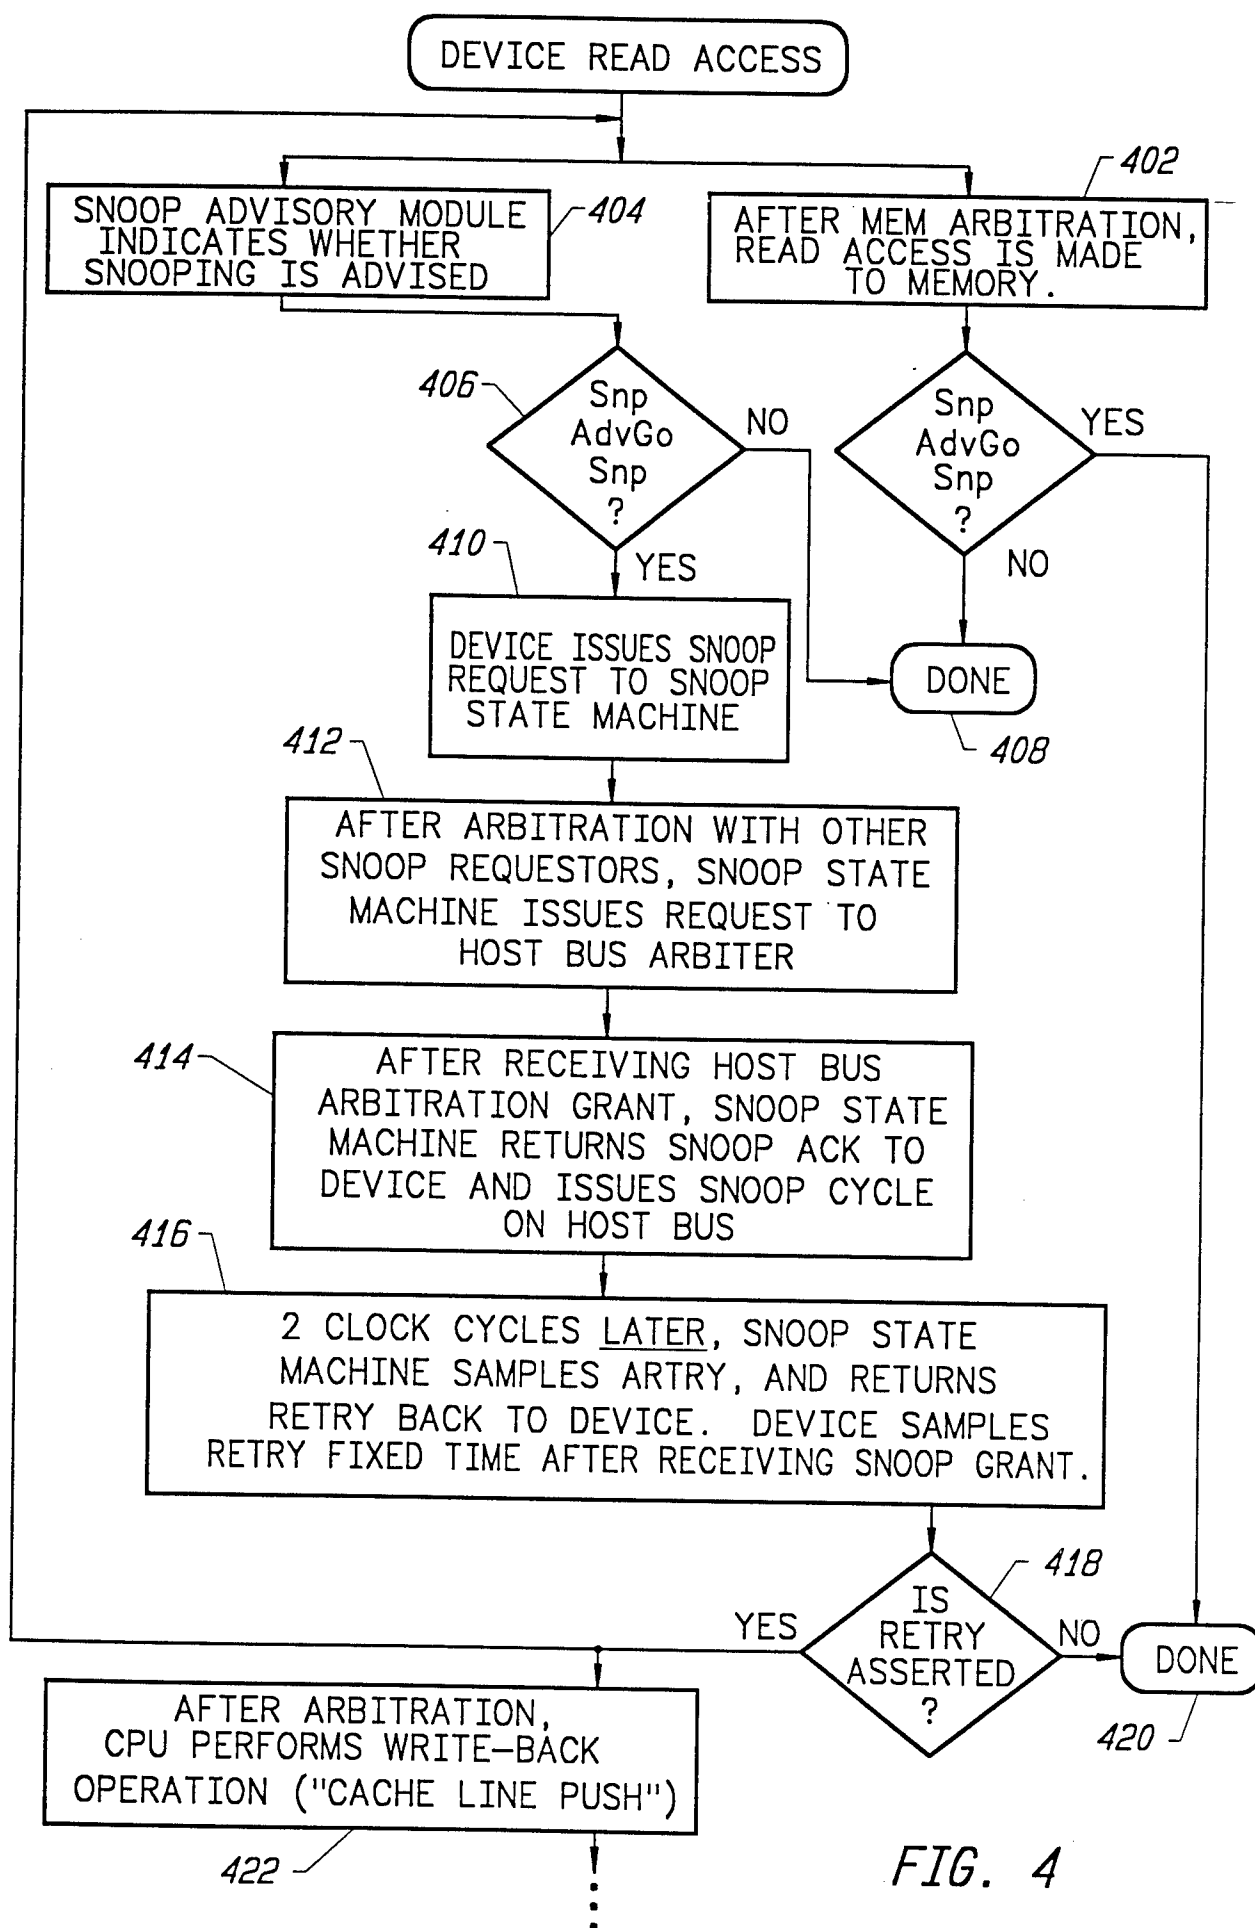 DEVICE READ ACCESS
402
SNOOP ADVISORY MODULE
INDICATES WHETHER
SNOOPING IS ADVISED
404
AFTER MEM ARBITRATION,
READ ACCESS IS MADE
TO MEMORY.
406
Snp
AdvGo
Snp
?
NO
YES
Snp
AdvGo
Snp
?
YES
NO
410
DEVICE ISSUES SNOOP
REQUEST TO SNOOP
STATE MACHINE
DONE
408
412
AFTER ARBITRATION WITH OTHER
SNOOP REQUESTORS, SNOOP STATE
MACHINE ISSUES REQUEST TO
HOST BUS ARBITER
414
AFTER RECEIVING HOST BUS
ARBITRATION GRANT, SNOOP STATE
MACHINE RETURNS SNOOP ACK TO
DEVICE AND ISSUES SNOOP CYCLE
ON HOST BUS
416
2 CLOCK CYCLES LATER, SNOOP STATE
MACHINE SAMPLES ARTRY, AND RETURNS
RETRY BACK TO DEVICE. DEVICE SAMPLES
RETRY FIXED TIME AFTER RECEIVING SNOOP GRANT.
418
IS
RETRY
ASSERTED
?
YES
NO
DONE
420
AFTER ARBITRATION,
CPU PERFORMS WRITE-BACK
OPERATION ("CACHE LINE PUSH")
422
FIG. 4